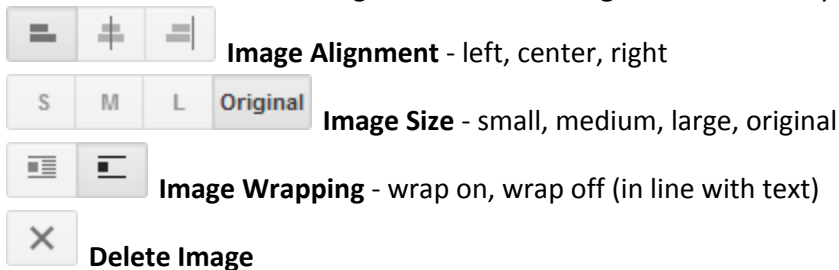 Image Alignment - left, center, right
S M L Original Image Size - small, medium, large, original
Image Wrapping - wrap on, wrap off (in line with text)
Delete Image